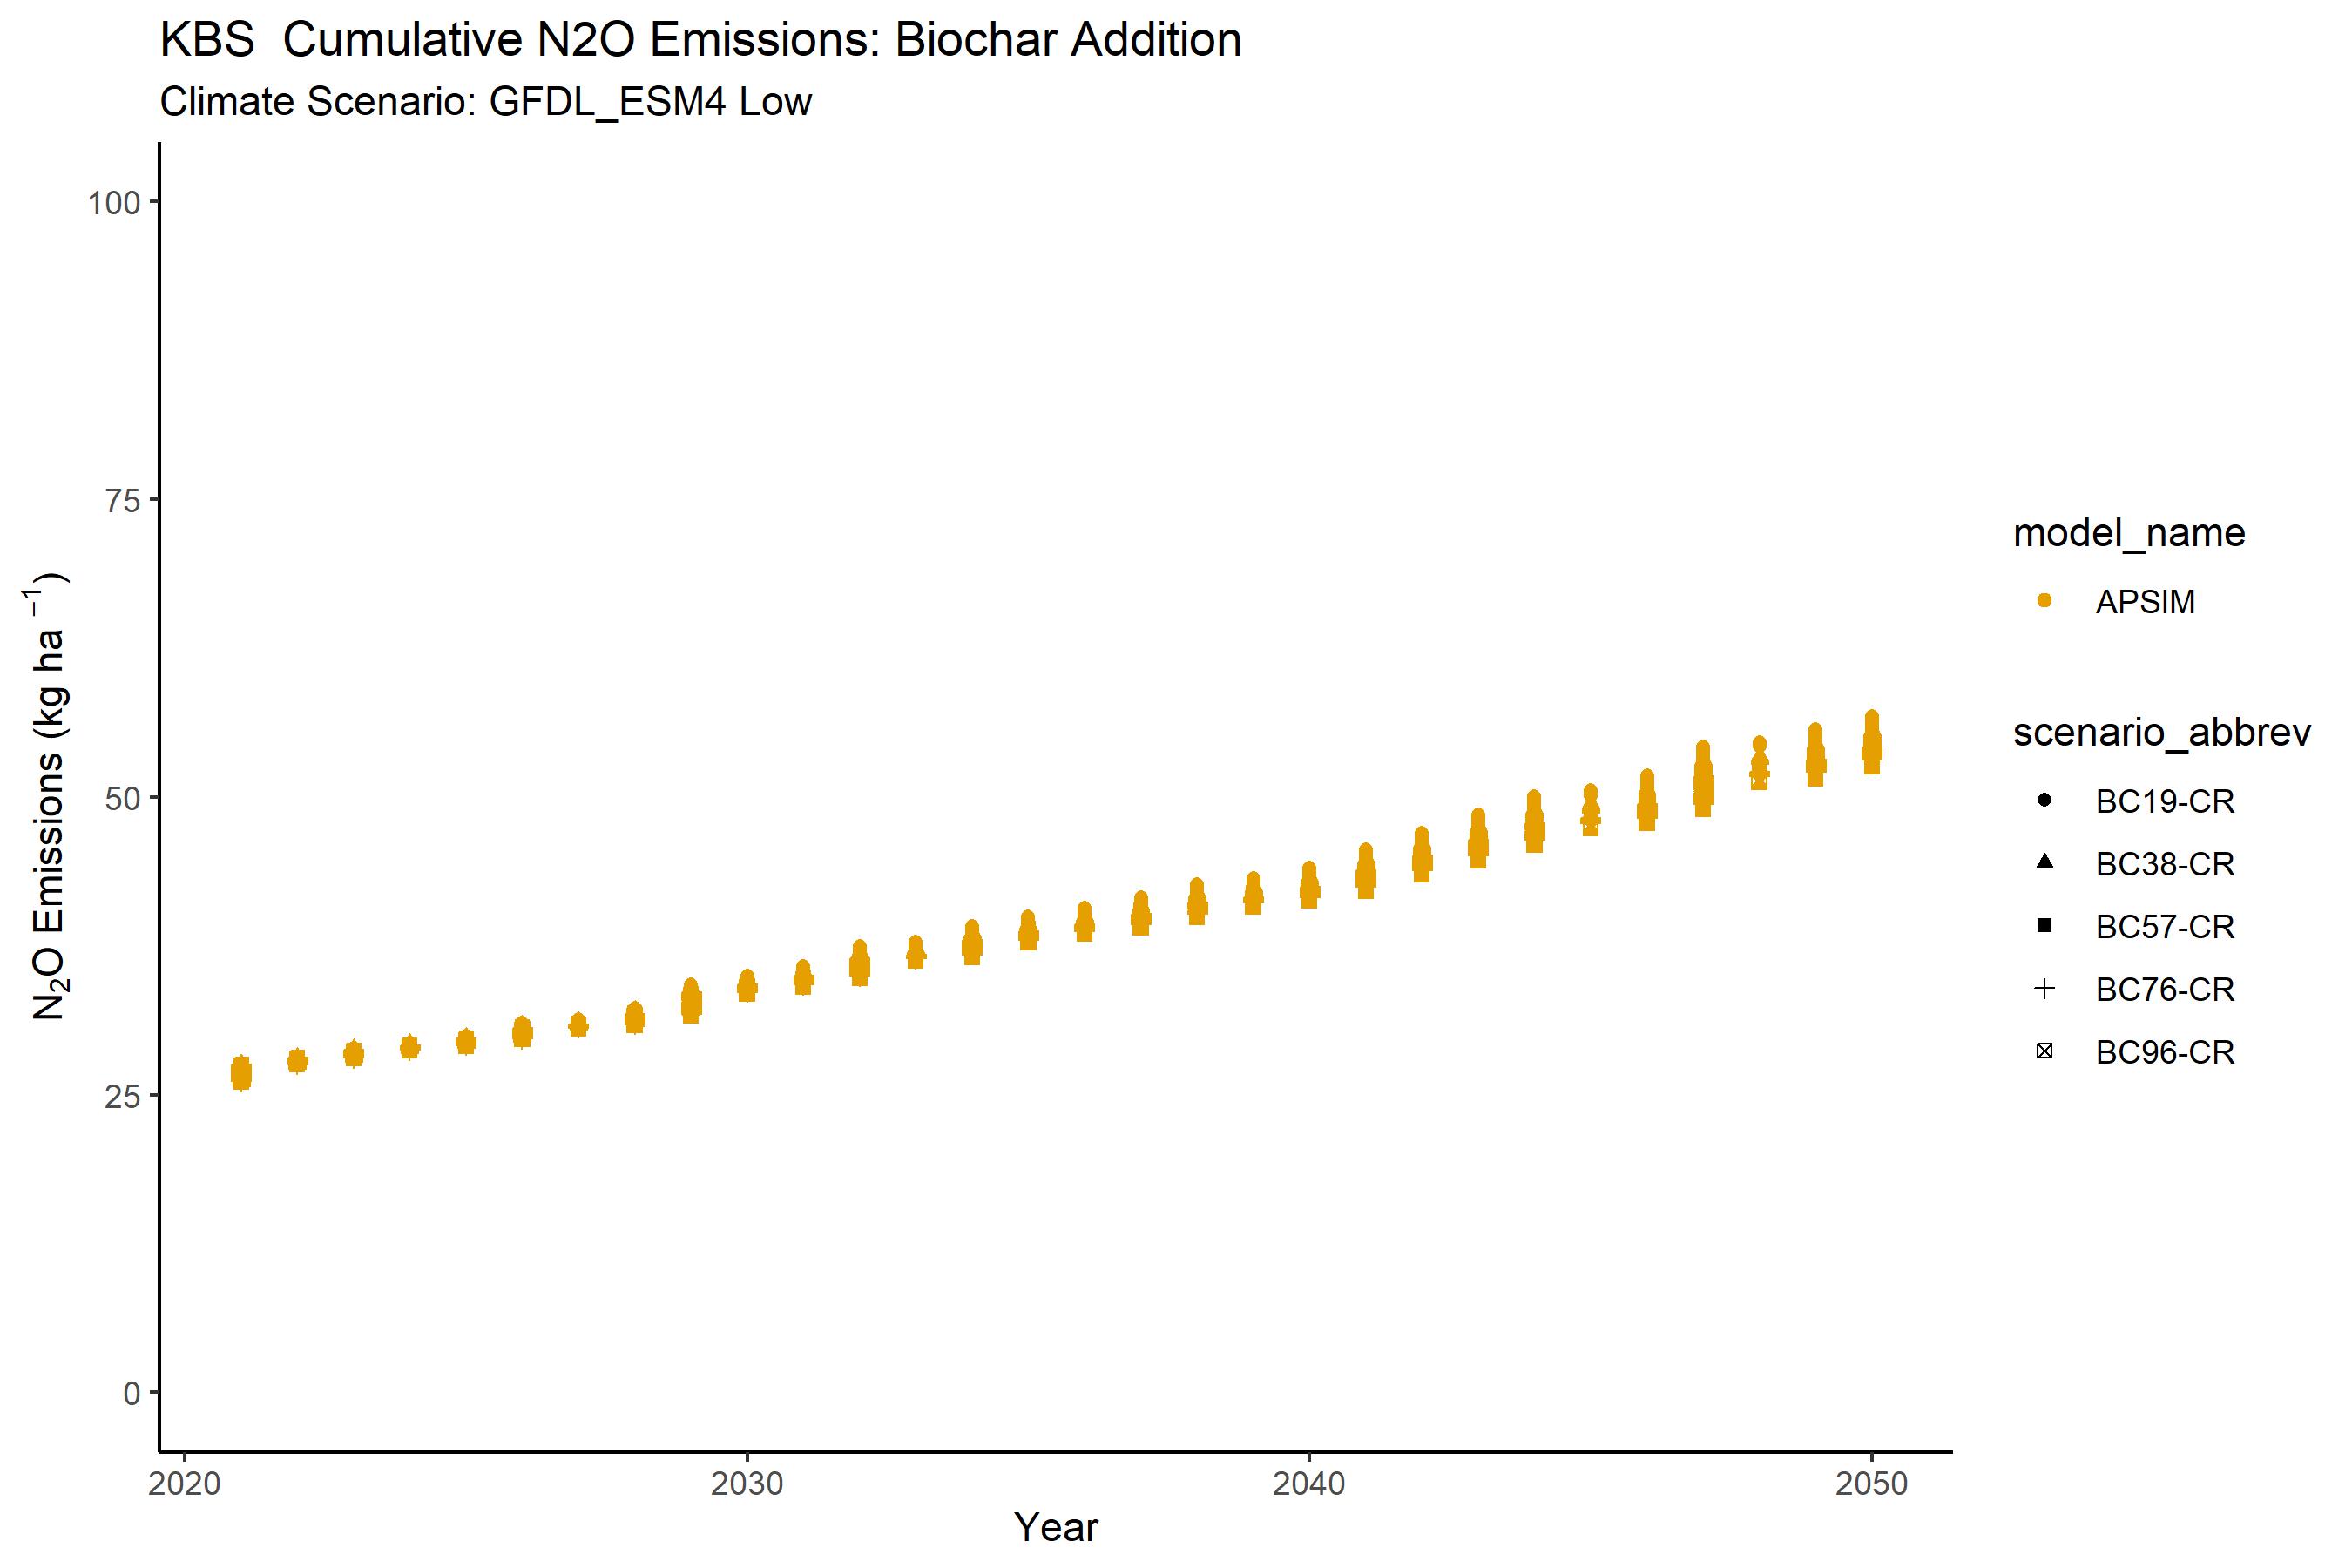 KBS  Cumulative N2O Emissions: Biochar Addition
Climate Scenario: GFDL_ESM4 Low
N₂O Emissions (kg ha ⁻¹)
100
75
50
25
0
2020
2030
2040
2050
Year
model_name
APSIM
scenario_abbrev
BC19-CR
BC38-CR
BC57-CR
BC76-CR
BC96-CR